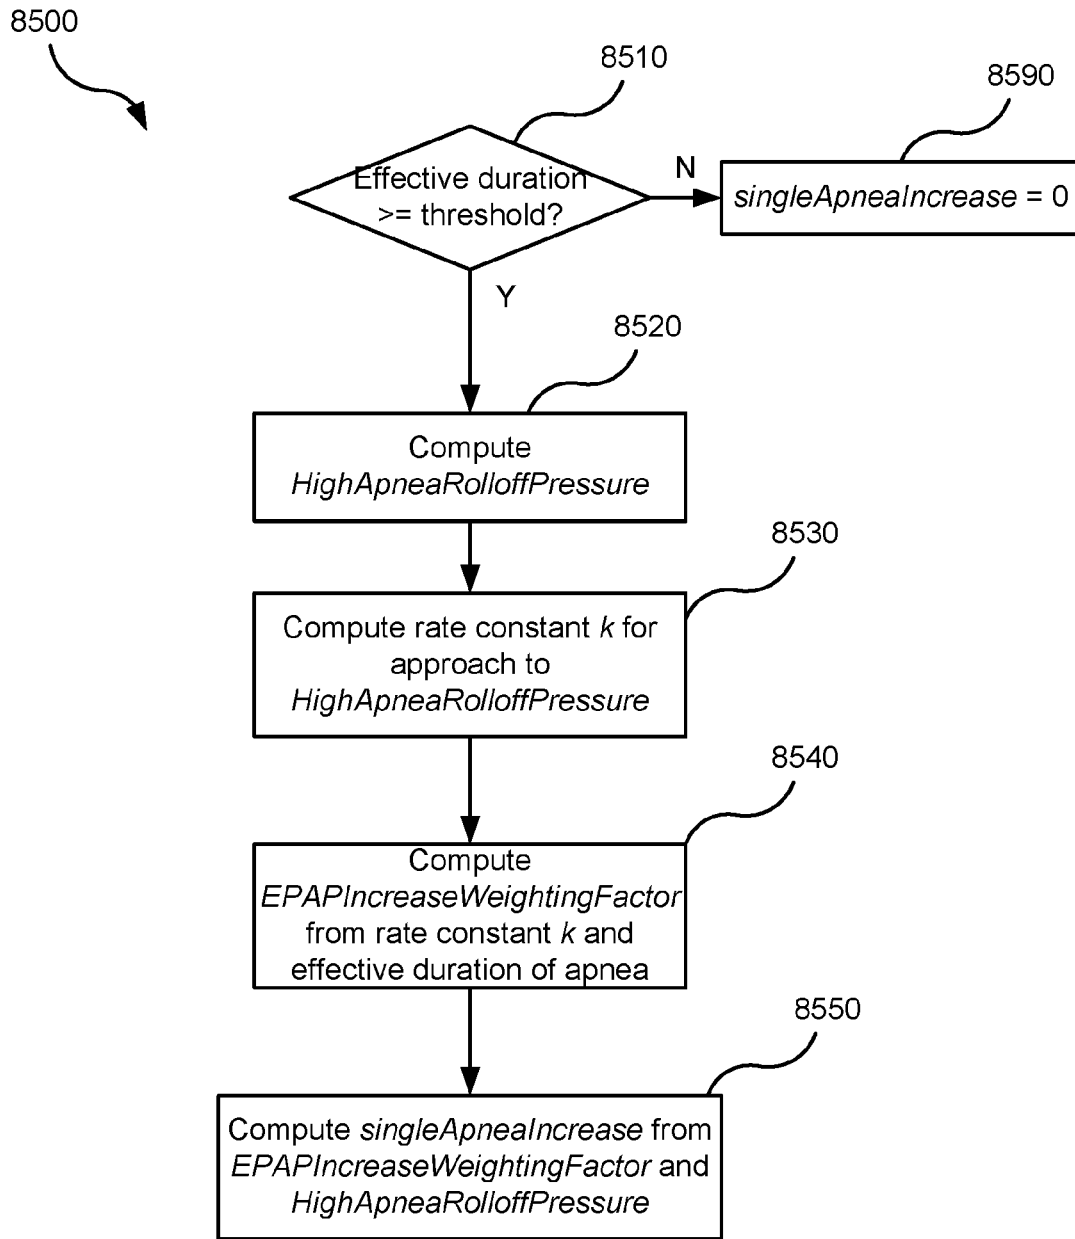 8500
8510
8590
Effective duration
>= threshold?
N
singleApneaIncrease = 0
Y
8520
Compute
HighApneaRolloffPressure
8530
Compute rate constant k for
approach to
HighApneaRolloffPressure
8540
Compute
EPAPIncreaseWeightingFactor
from rate constant k and
effective duration of apnea
8550
Compute singleApneaIncrease from
EPAPIncreaseWeightingFactor and
HighApneaRolloffPressure